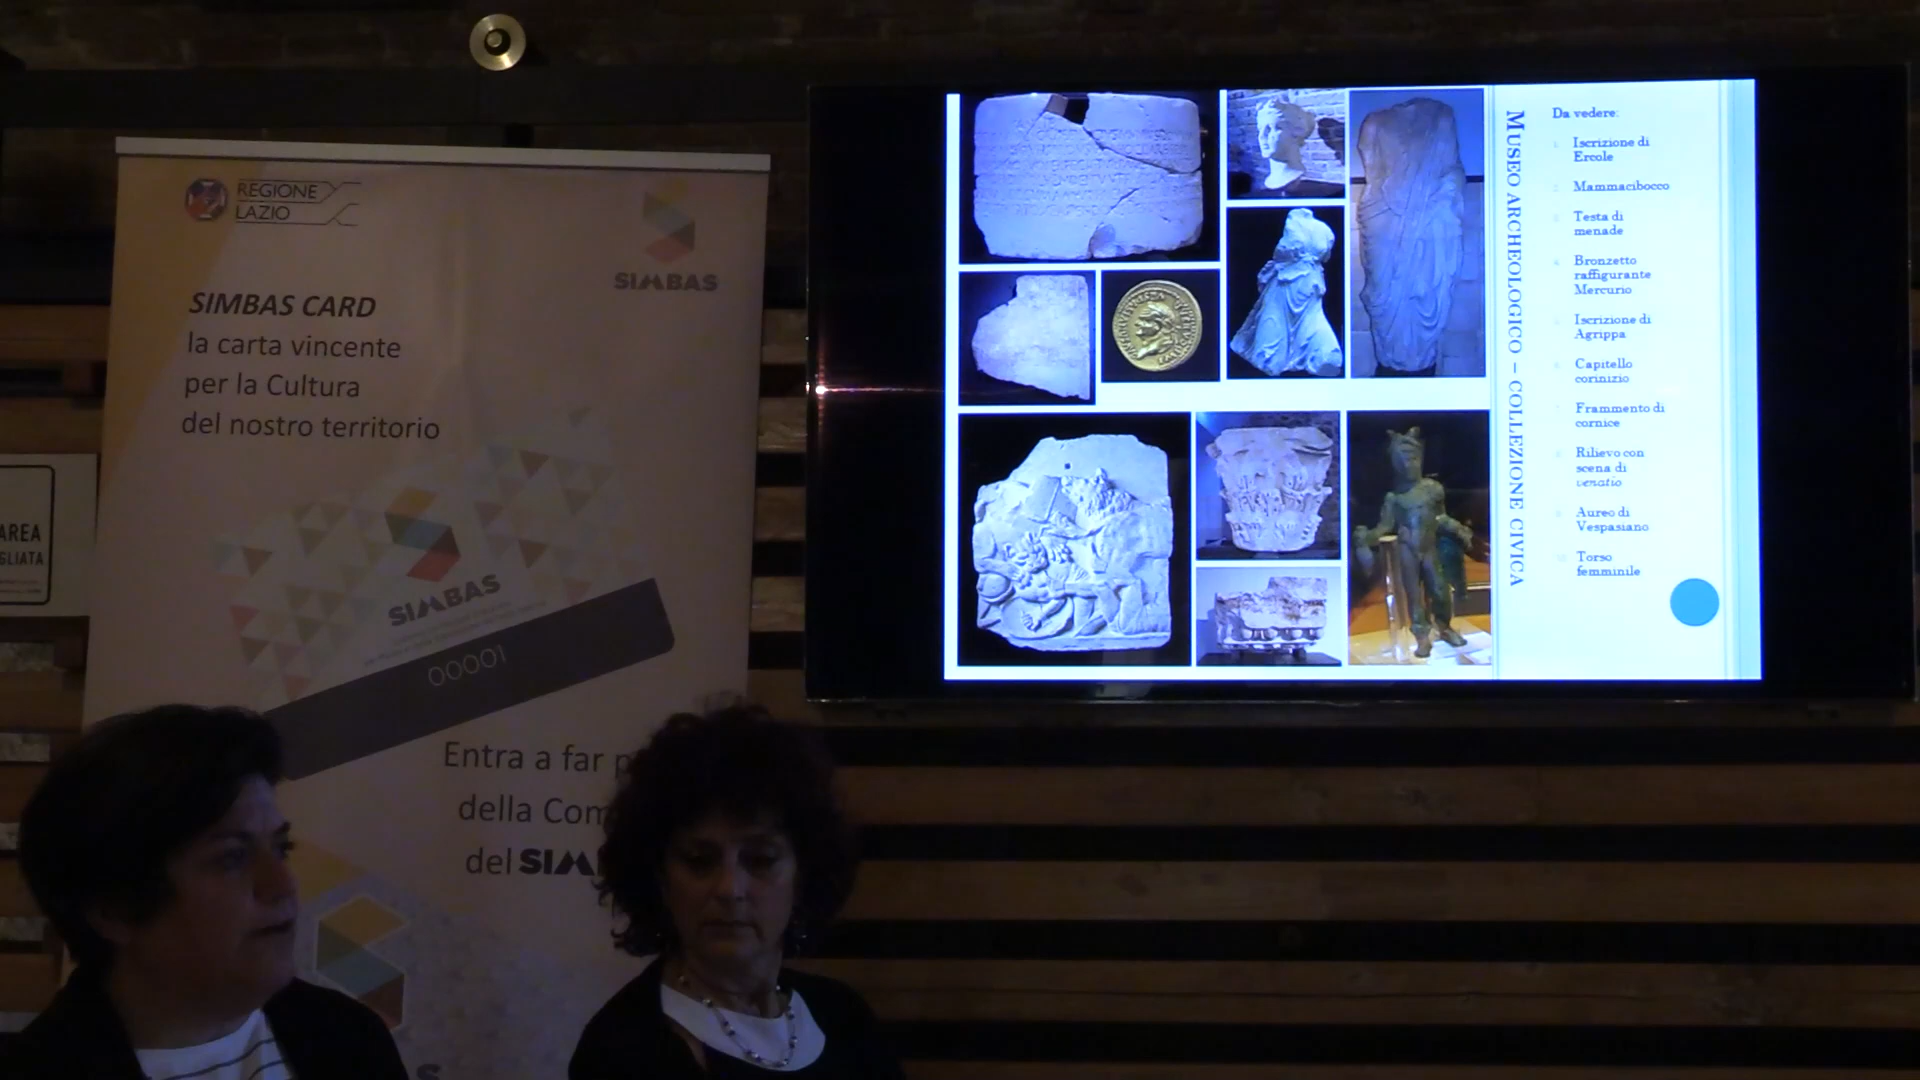 REGIONE
LAZIO
SIMBAS
SIMBAS CARD
la carta vincente
per la Cultura
del nostro territorio
SIMBAS
00001
Entra a far
della Com
del SIM
AREA
GLIATA
MUSEO ARCHEOLOGICO – COLLEZIONE CIVICA
Da vedere:
Iscrizione di
Ercole
Mammacibocco
Testa di
menade
Bronzetto
raffigurante
Mercurio
Iscrizione di
Agrippa
Capitello
corinizio
Frammento di
cornice
Rilievo con
scena di
venatio
Aureo di
Vespasiano
Torso
femminile